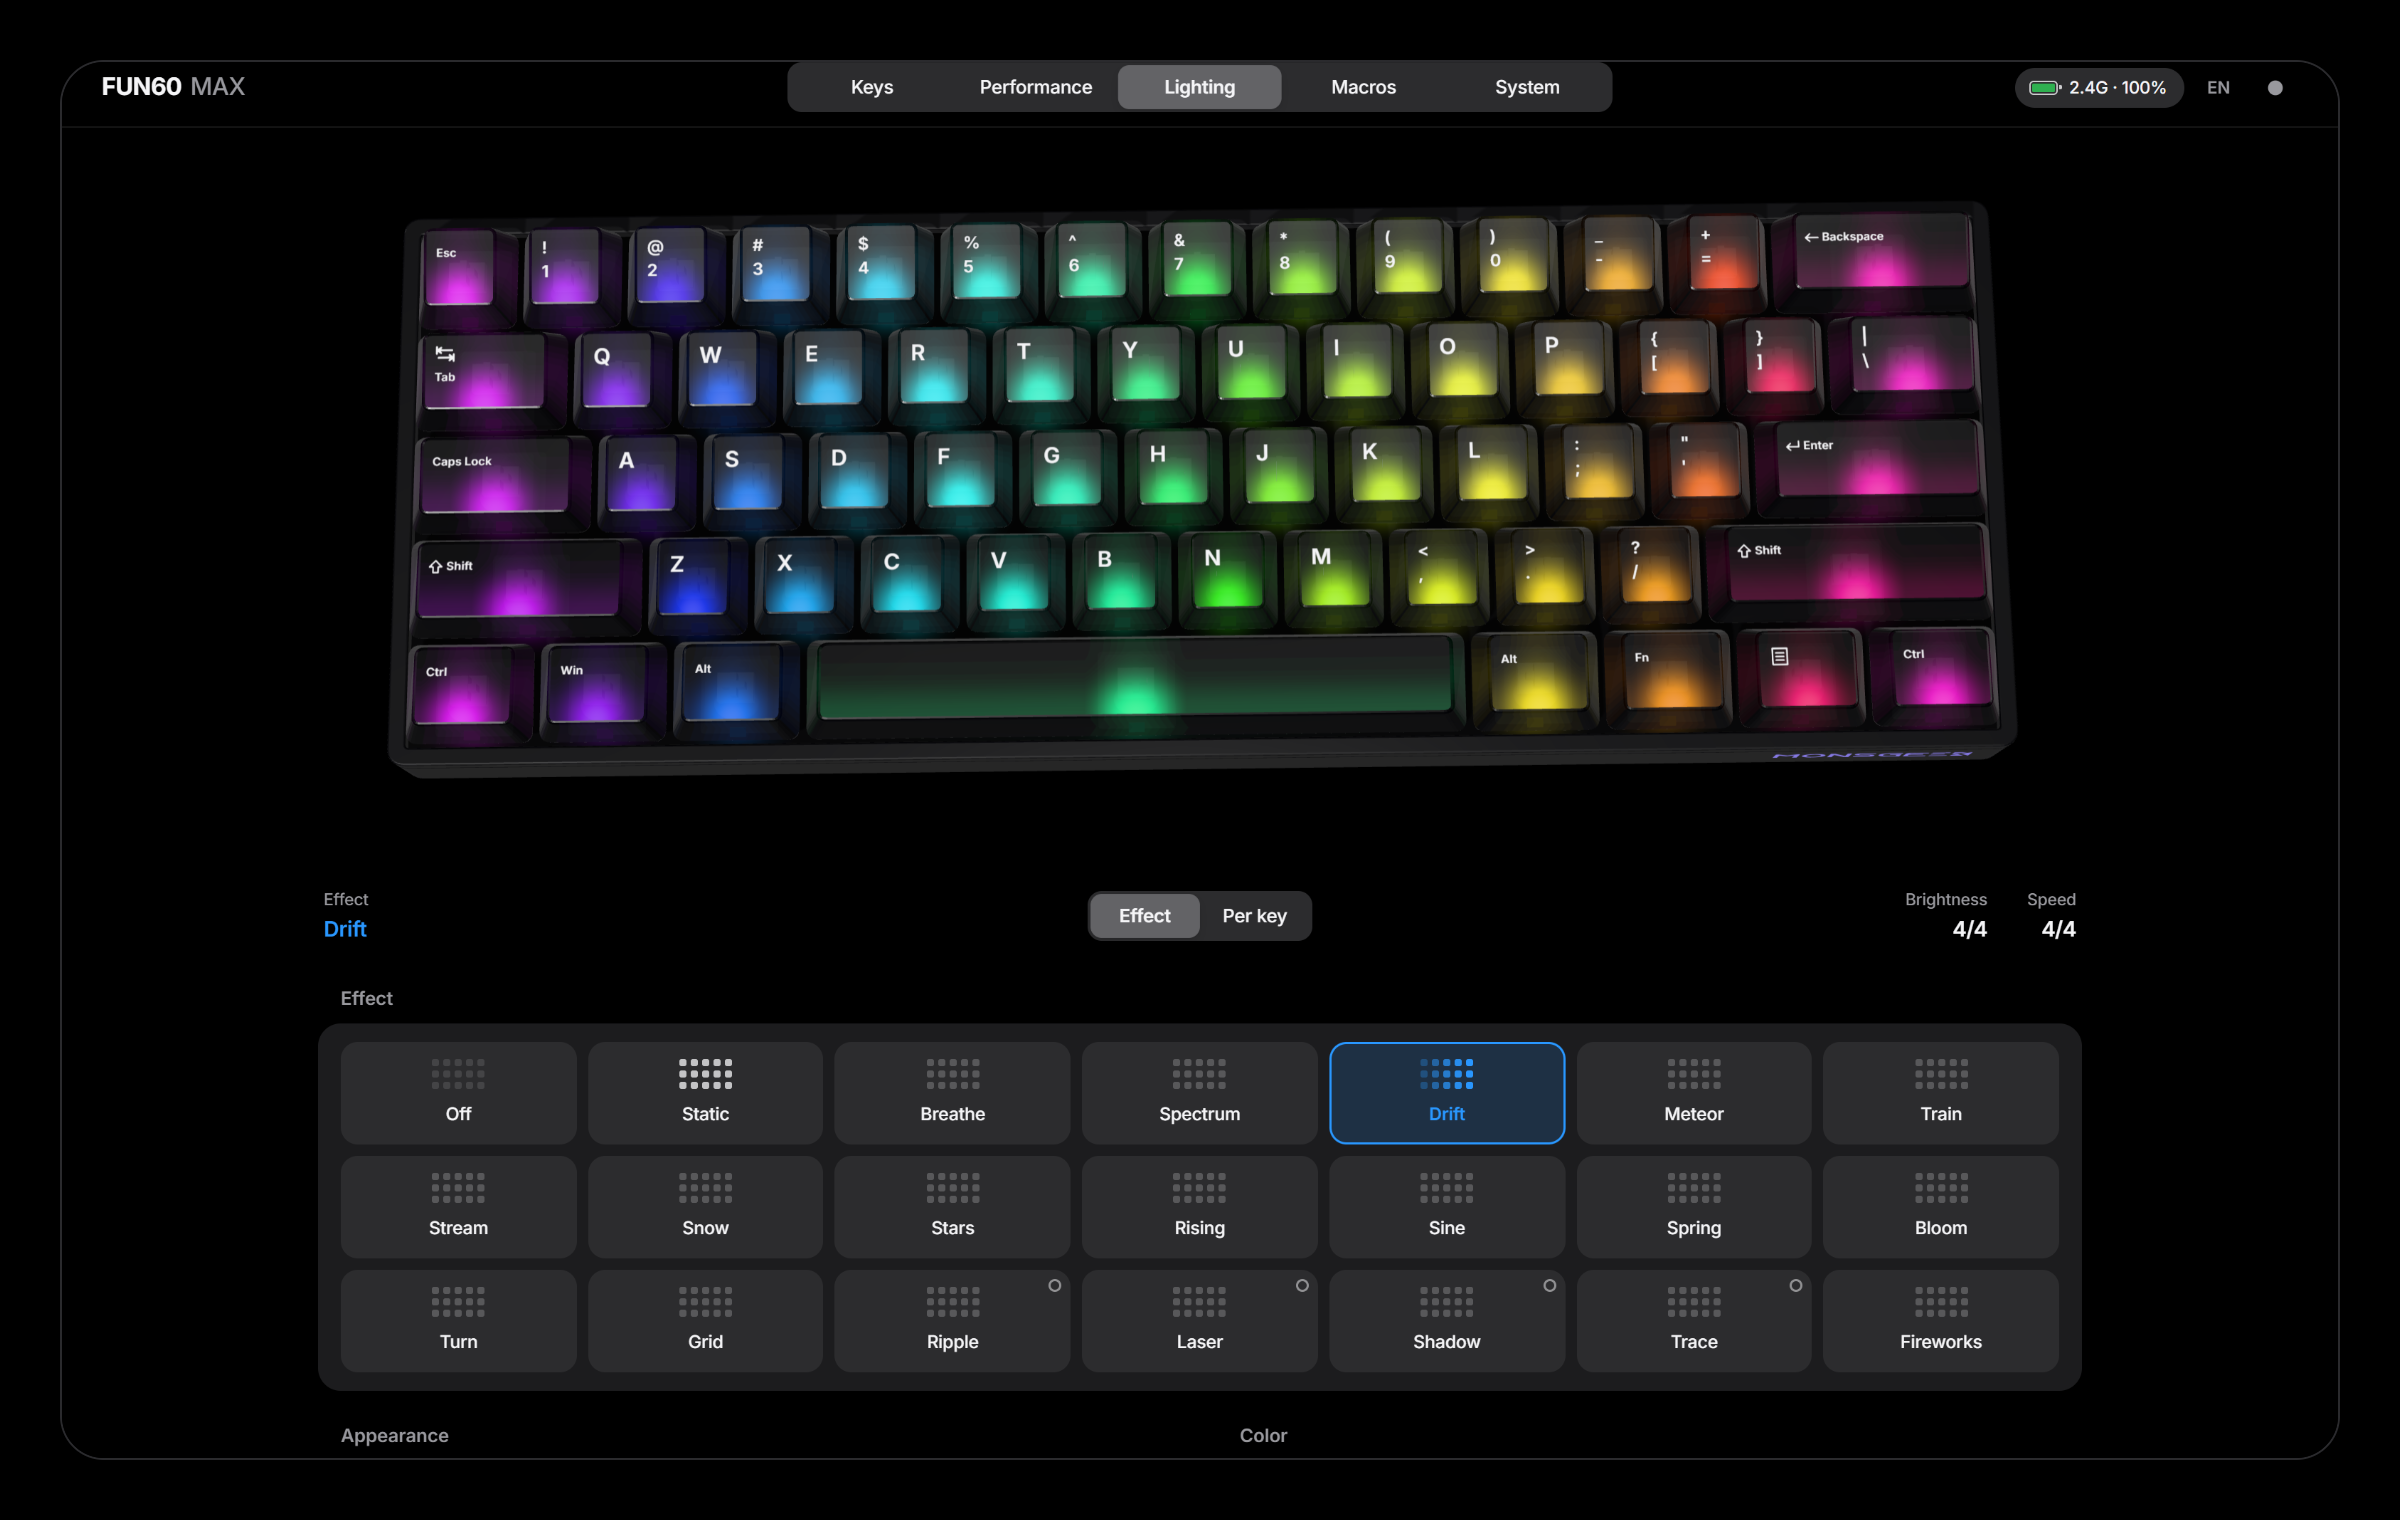 FUN60 MAX
Keys Performance Lighting Macros System
2.4G · 100% EN
Esc ! 1 @ 2 # 3 $ 4 % 5 ^ 6 & 7 * 8 ( 9 ) 0 _ - + = ← Backspace
Tab Q W E R T Y U I O P { [ } ] | \
Caps Lock A S D F G H J K L : ; " ' Enter
Shift Z X C V B N M < , > . ? / Shift
Ctrl Win Alt Alt Fn Ctrl
MONSGEEK
Effect
Drift
Effect Per key
Brightness Speed
4/4 4/4
Effect
Off Static Breathe Spectrum Drift Meteor Train
Stream Snow Stars Rising Sine Spring Bloom
Turn Grid Ripple Laser Shadow Trace Fireworks
Appearance Color